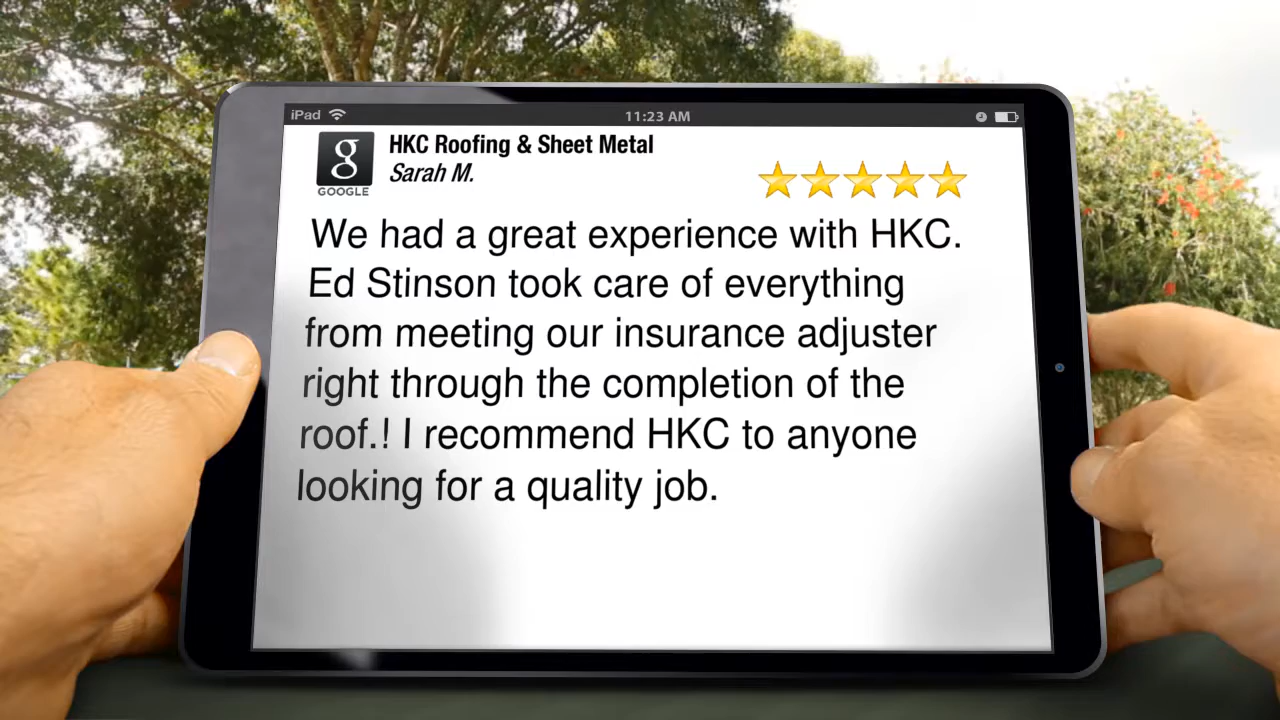 iPad 11:23 AM
g
GOOGLE
HKC Roofing & Sheet Metal
Sarah M.
We had a great experience with HKC.
Ed Stinson took care of everything
from meeting our insurance adjuster
right through the completion of the
roof.! I recommend HKC to anyone
looking for a quality job.